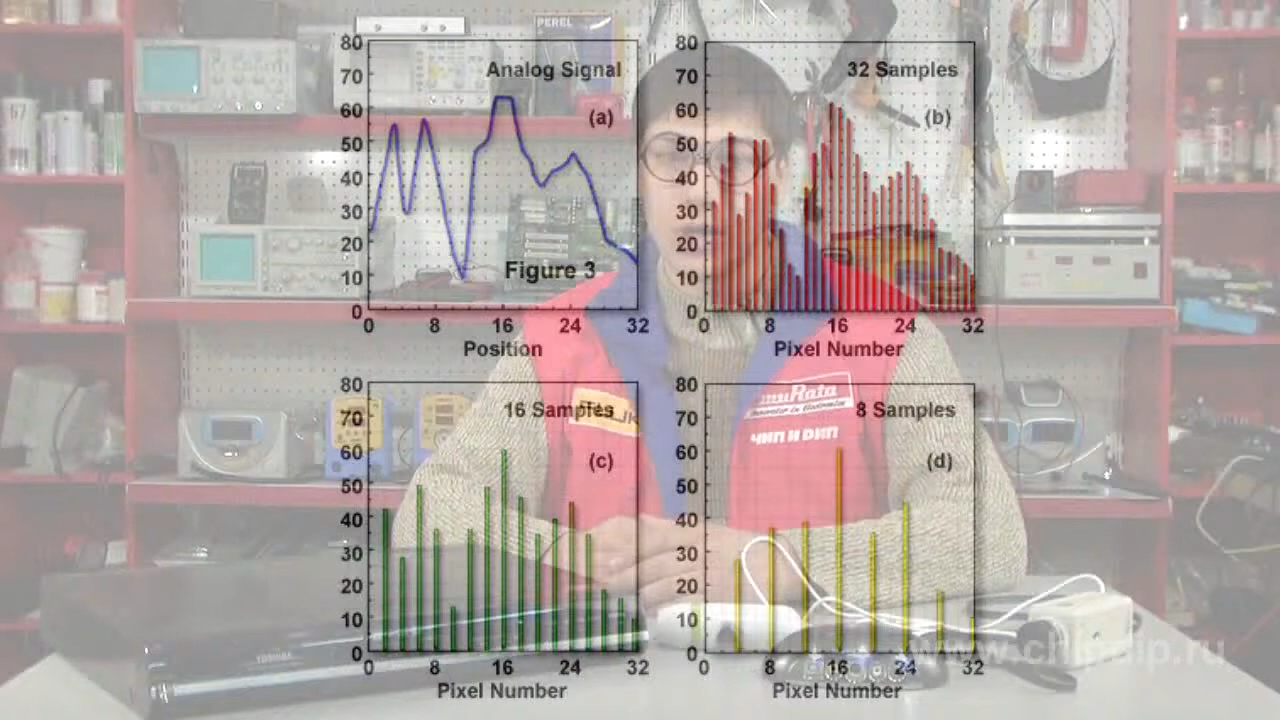 PEREL
Analog Signal
(a)
Figure 3
80
70
60
50
40
30
20
10
0
0 8 16 24 32
Position
32 Samples
(b)
80
70
60
50
40
30
20
10
0
0 8 16 24 32
Pixel Number
16 Samples
(c)
80
70
60
50
40
30
20
10
0
0 8 16 24 32
Pixel Number
8 Samples
(d)
80
70
60
50
40
30
20
10
0
0 8 16 24 32
Pixel Number
muRata
ЧИП И DИП
TOSHIBA
www.chipdip.ru